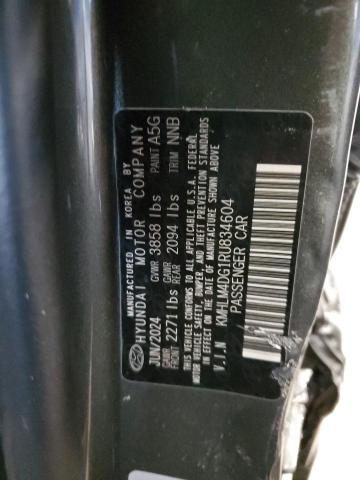 MANUFACTURED IN KOREA BY
HYUNDAI MOTOR COMPANY
JUN/2024 GVWR 3858 lbs PAINT A5G
GAWR FRONT 2271 lbs GAWR REAR 2094 lbs TRIM NNB
THIS VEHICLE CONFORMS TO ALL APPLICABLE U.S.A. FEDERAL
MOTOR VEHICLE SAFETY, BUMPER, AND THEFT PREVENTION STANDARDS
IN EFFECT ON THE DATE OF MANUFACTURE SHOWN ABOVE
V.I.N KMHLM4DG1RU834604
PASSENGER CAR